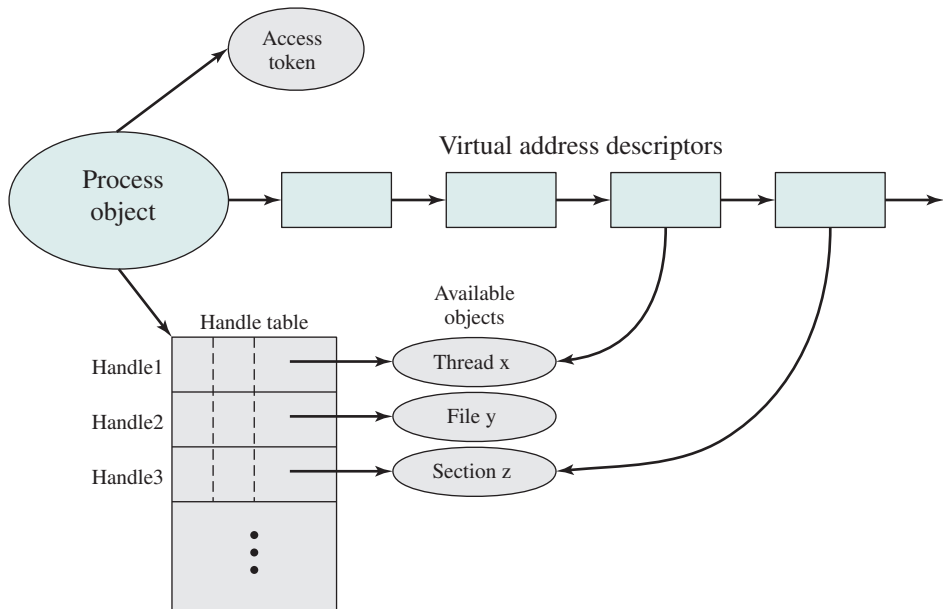 Access
token
Virtual address descriptors
Process
object
Available
objects
Handle table
Handle1
Thread x
Handle2
File y
Handle3
Section z